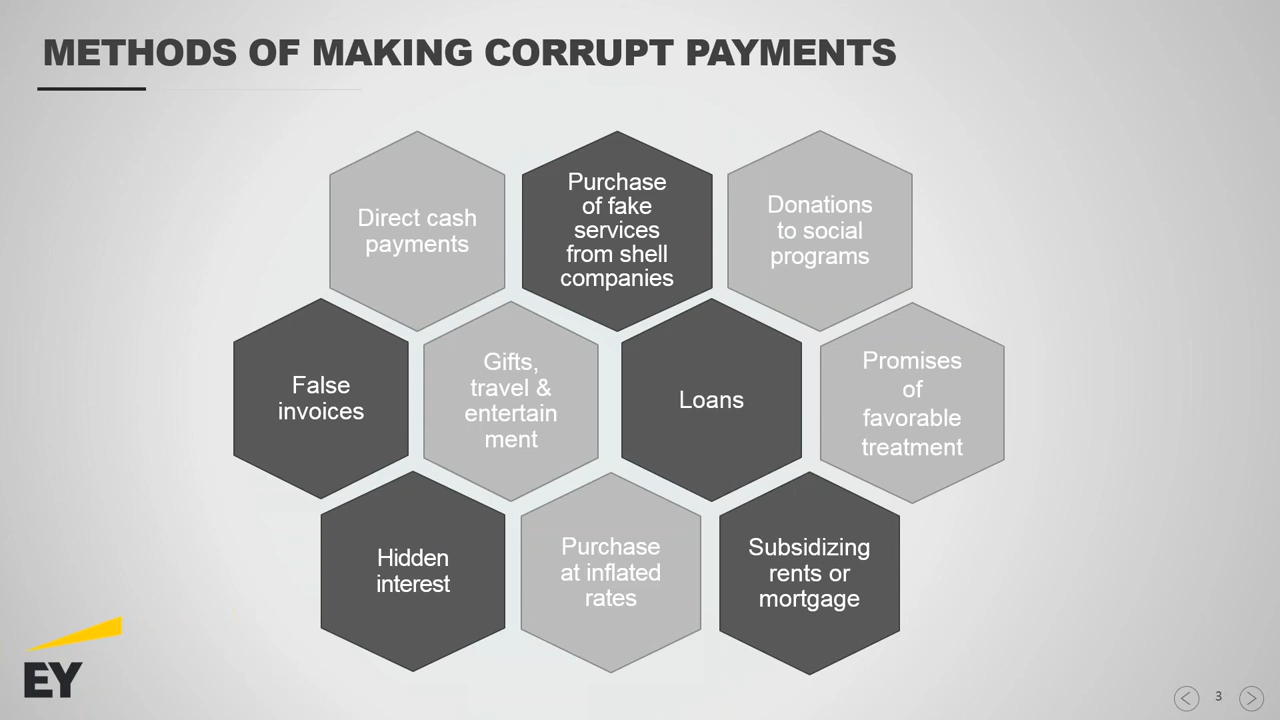 METHODS OF MAKING CORRUPT PAYMENTS
Direct cash
payments
Purchase
of fake
services
from shell
companies
Donations
to social
programs
False
invoices
Gifts,
travel &
entertain
ment
Loans
Promises
of
favorable
treatment
Hidden
interest
Purchase
at inflated
rates
Subsidizing
rents or
mortgage
EY
3